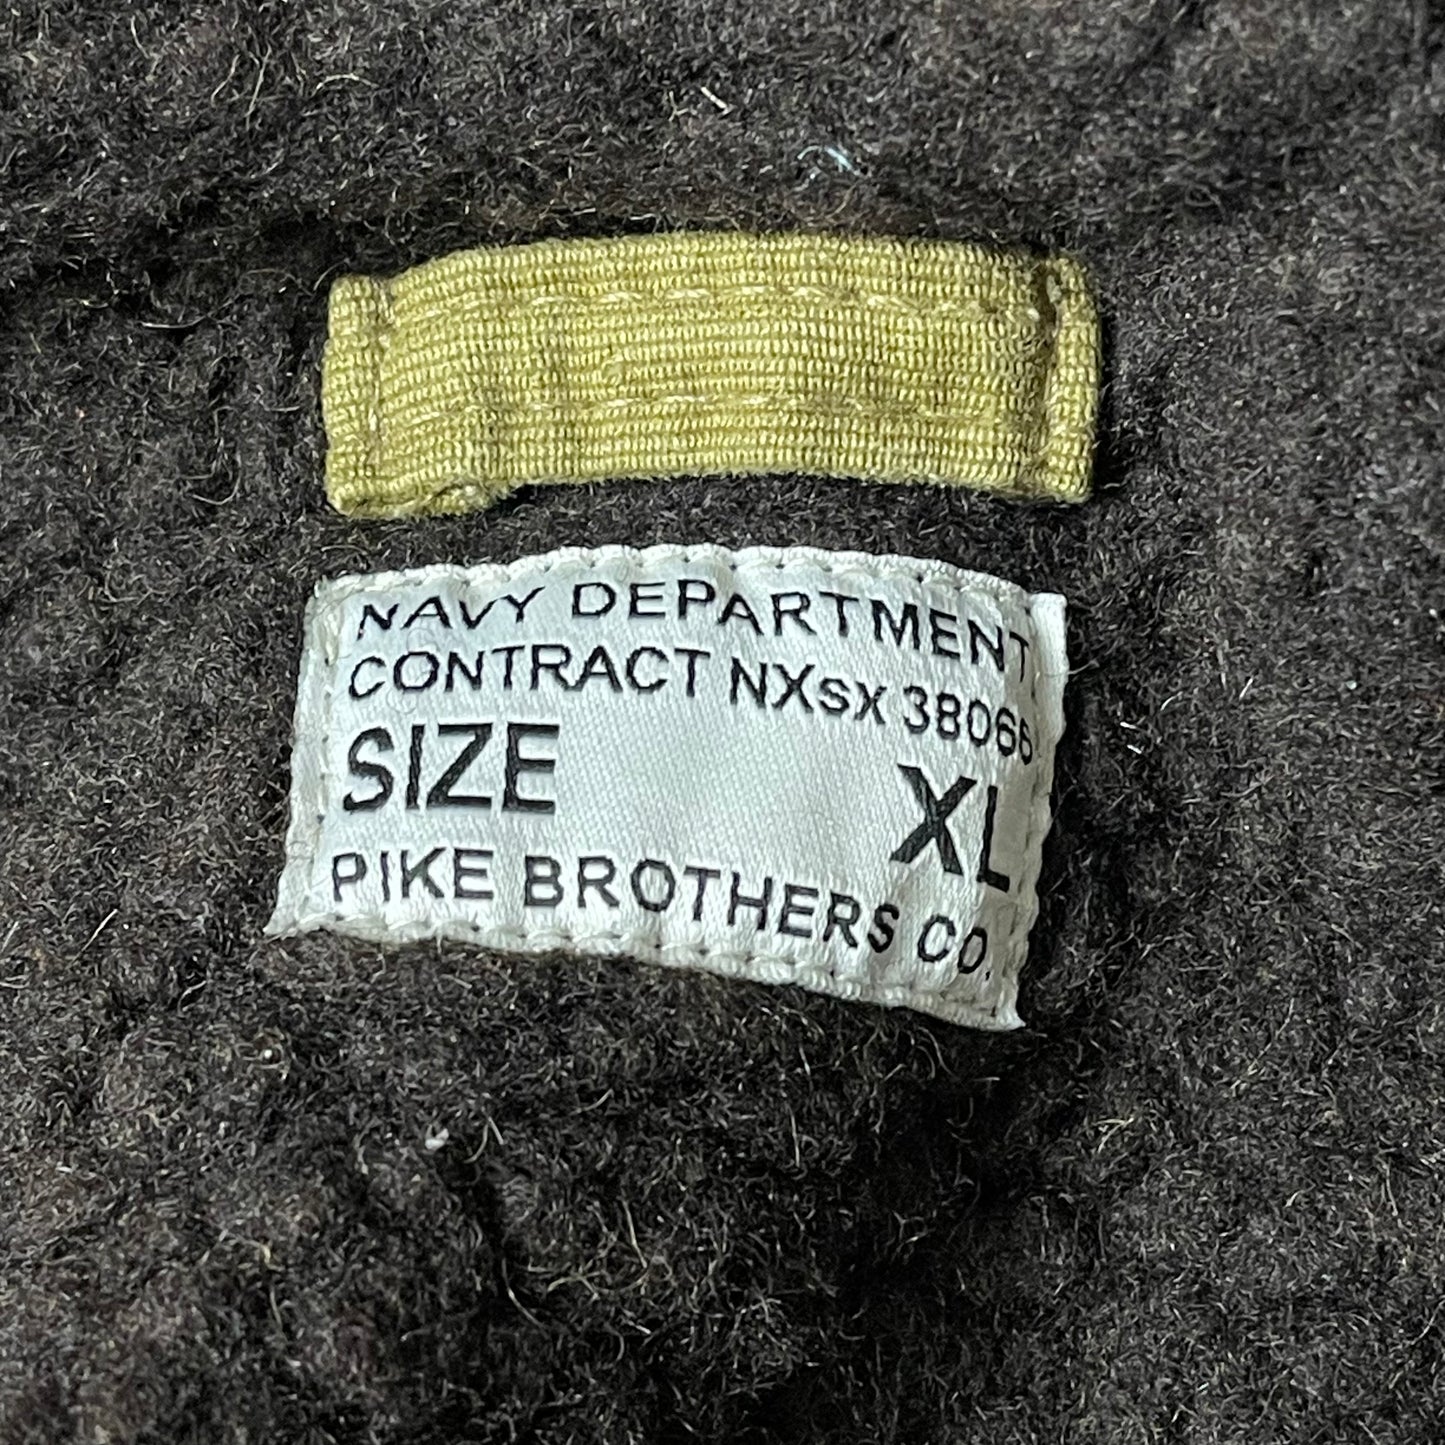 NAVY DEPARTMENT
CONTRACT NXsx 38066
SIZE XL
PIKE BROTHERS CO.